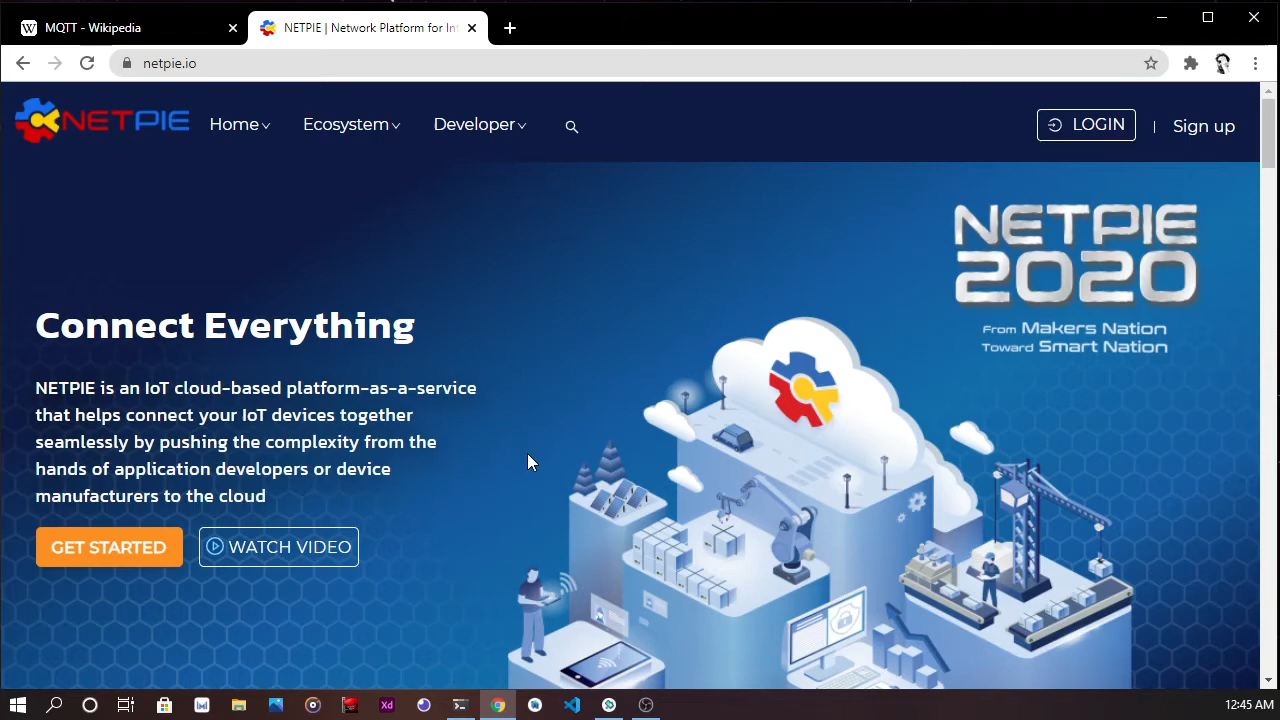 MQTT - Wikipedia
NETPIE | Network Platform for Int
netpie.io
NETPIE
Home
Ecosystem
Developer
LOGIN
Sign up
NETPIE
2020
From Makers Nation
Toward Smart Nation
Connect Everything
NETPIE is an IoT cloud-based platform-as-a-service
that helps connect your IoT devices together
seamlessly by pushing the complexity from the
hands of application developers or device
manufacturers to the cloud
GET STARTED
WATCH VIDEO
Xd
12:45 AM